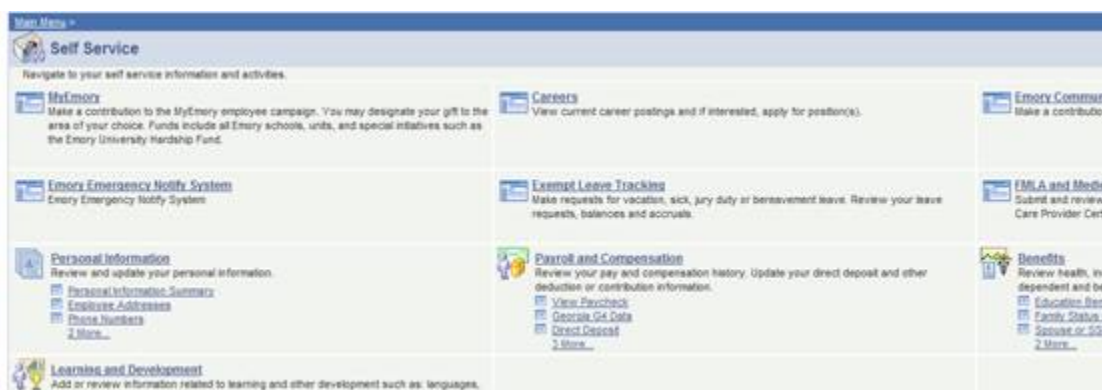 Main Menu >
Self Service
Navigate to your self service information and activities.
MyEmory
Make a contribution to the MyEmory employee campaign. You may designate your gift to the
area of your choice. Funds include all Emory schools, units, and special initiatives such as
the Emory University Hardship Fund.
Careers
View current career postings and if interested, apply for position(s).
Emory Commun
Make a contributio
Emory Emergency Notify System
Emory Emergency Notify System
Exempt Leave Tracking
Make requests for vacation, sick, jury duty or bereavement leave. Review your leave
requests, balances and accruals.
FMLA and Medic
Submit and review
Care Provider Cert
Personal Information
Review and update your personal information.
Personal Information Summary
Employee Addresses
Phone Numbers
2 More...
Payroll and Compensation
Review your pay and compensation history. Update your direct deposit and other
deduction or contribution information.
View Paycheck
Georgia G4 Data
Direct Deposit
3 More...
Benefits
Review health, in
dependent and be
Education Ben
Family Status
Spouse or SS
2 More...
Learning and Development
Add or review information related to learning and other development such as: languages,